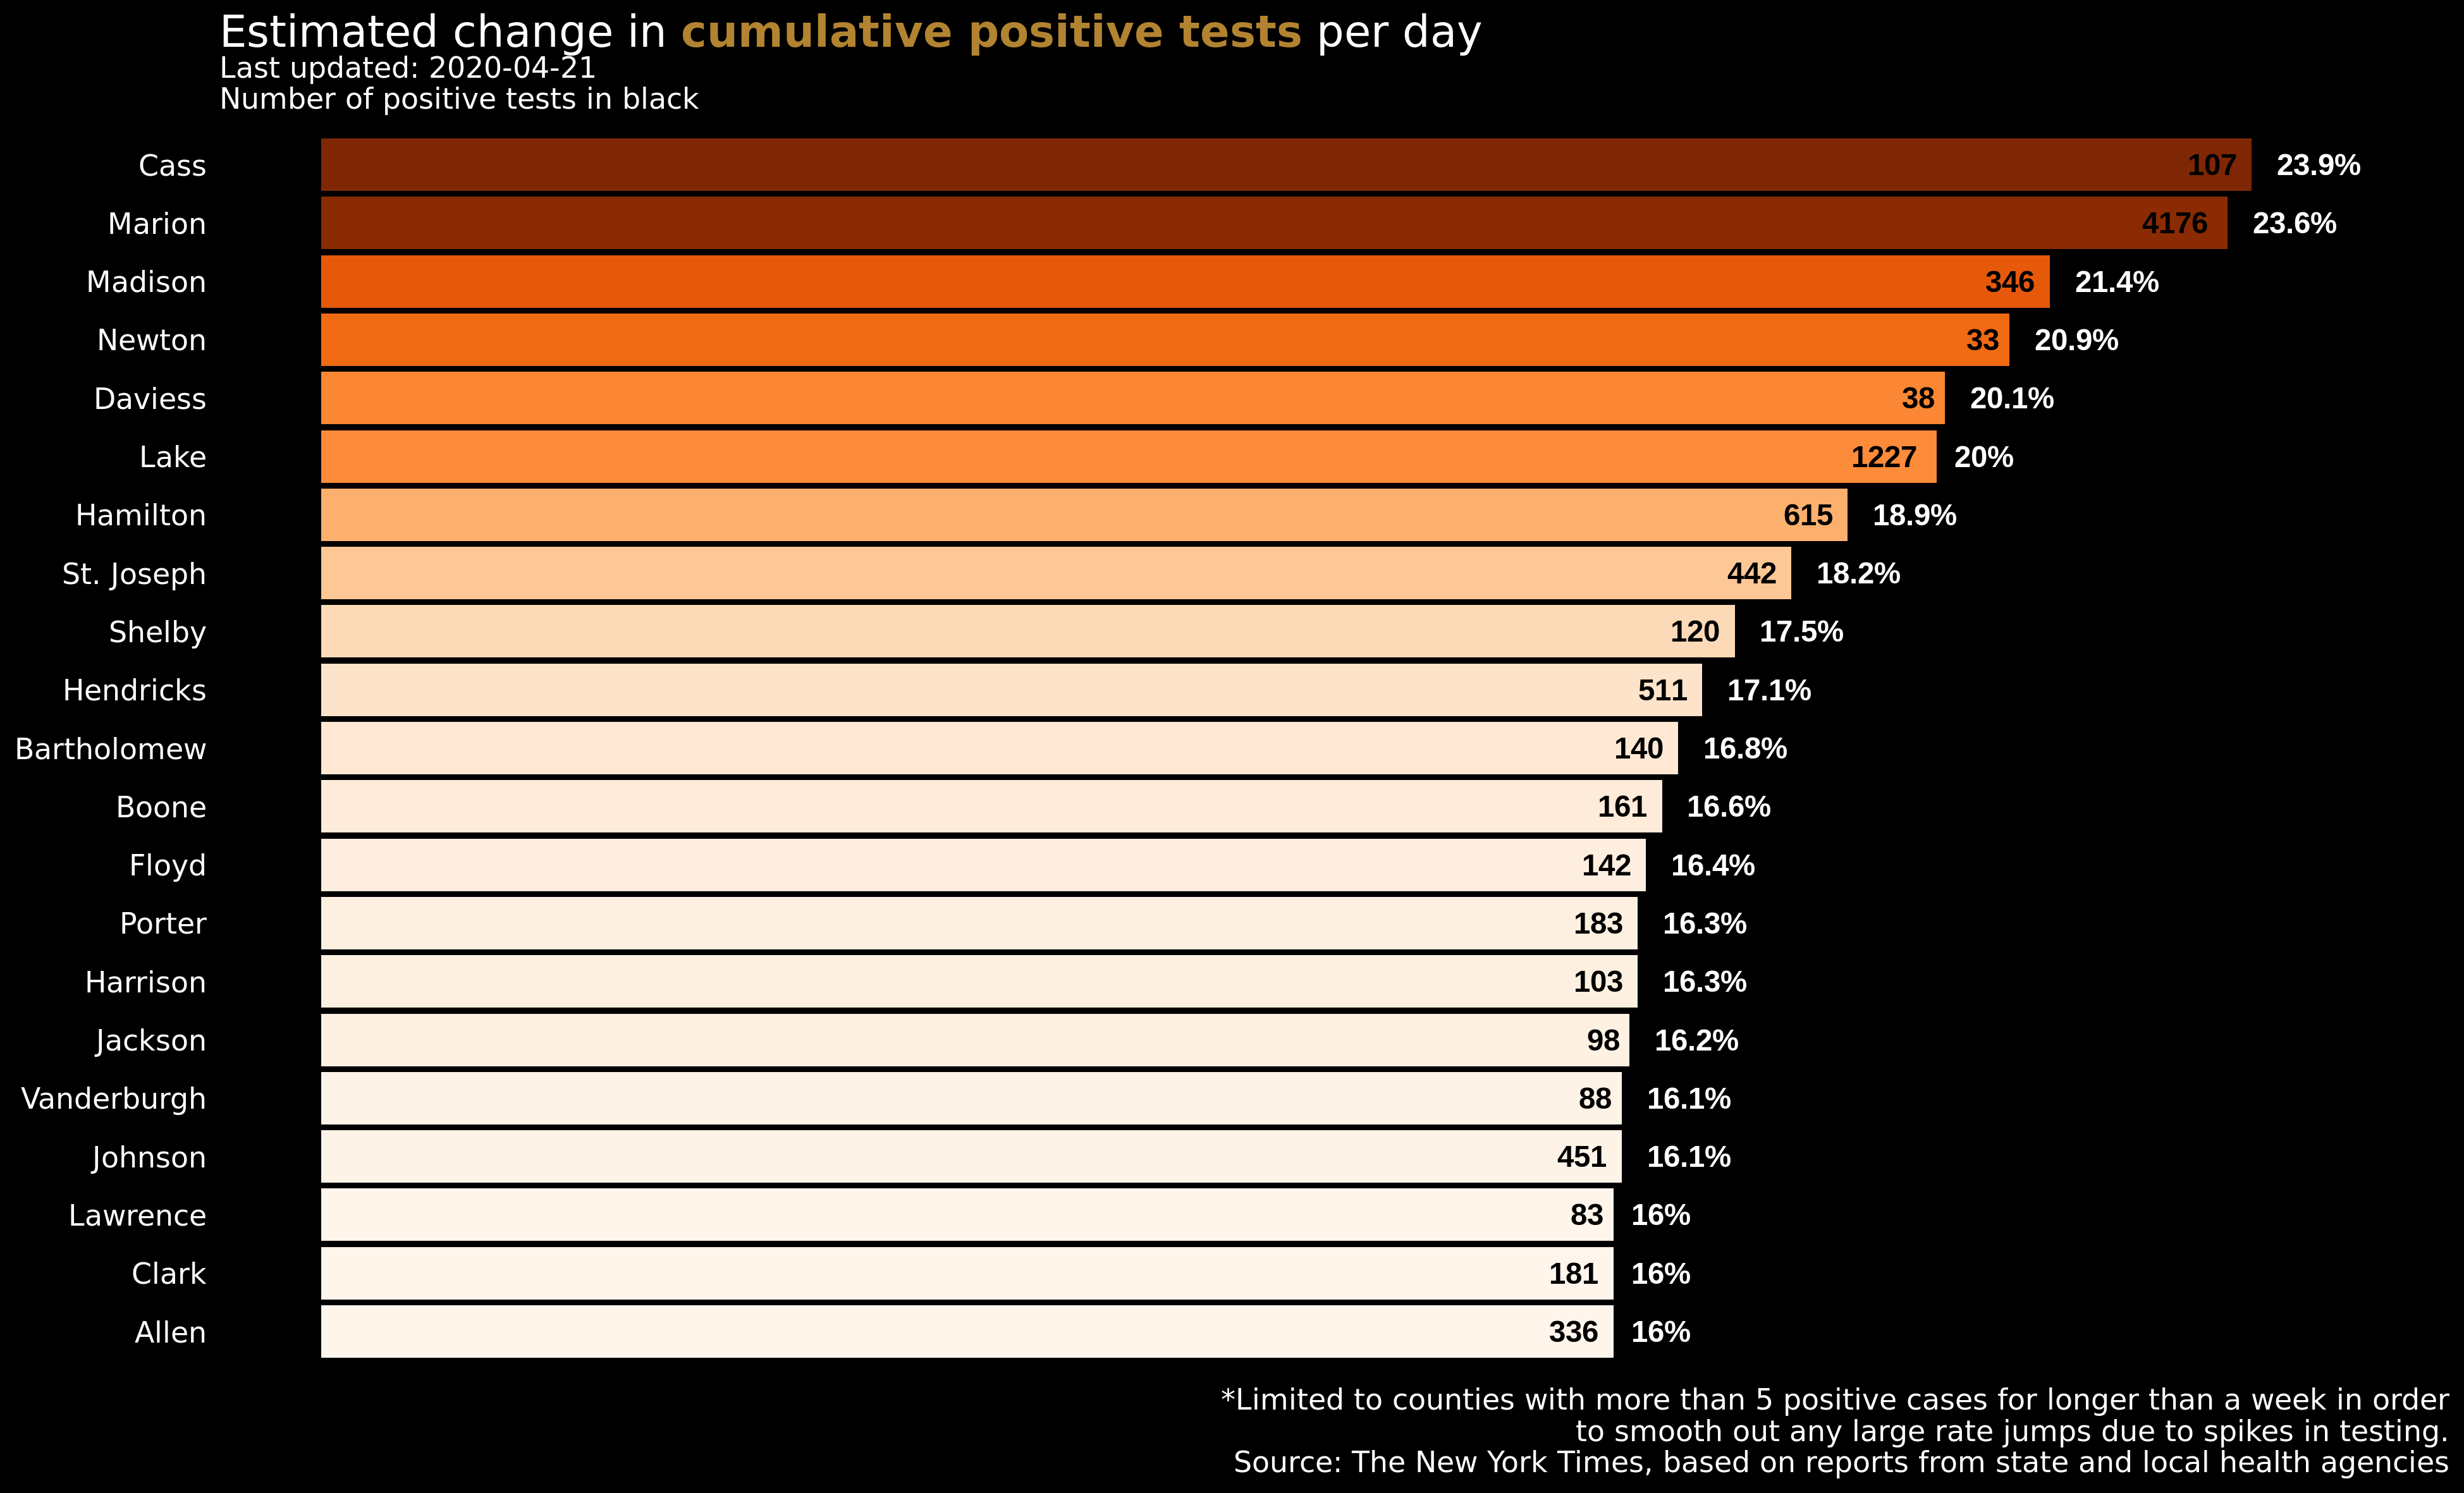 Estimated change in cumulative positive tests per day
Last updated: 2020-04-21
Number of positive tests in black
Cass 107 23.9%
Marion 4176 23.6%
Madison 346 21.4%
Newton 33 20.9%
Daviess 38 20.1%
Lake 1227 20%
Hamilton 615 18.9%
St. Joseph 442 18.2%
Shelby 120 17.5%
Hendricks 511 17.1%
Bartholomew 140 16.8%
Boone 161 16.6%
Floyd 142 16.4%
Porter 183 16.3%
Harrison 103 16.3%
Jackson 98 16.2%
Vanderburgh 88 16.1%
Johnson 451 16.1%
Lawrence 83 16%
Clark 181 16%
Allen 336 16%
*Limited to counties with more than 5 positive cases for longer than a week in order
to smooth out any large rate jumps due to spikes in testing.
Source: The New York Times, based on reports from state and local health agencies